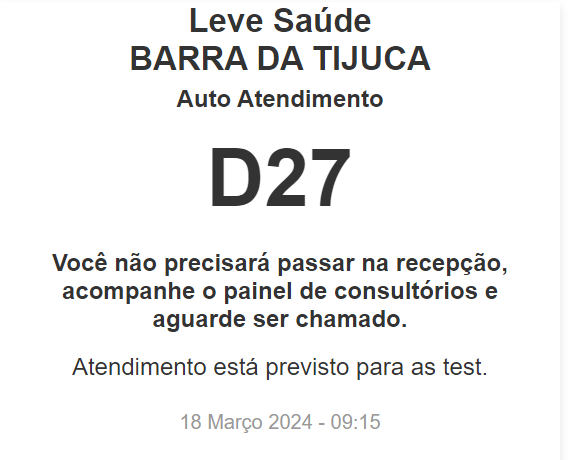 Leve Saúde
BARRA DA TIJUCA
Auto Atendimento
D27
Você não precisará passar na recepção,
acompanhe o painel de consultórios e
aguarde ser chamado.
Atendimento está previsto para as test.
18 Março 2024 - 09:15